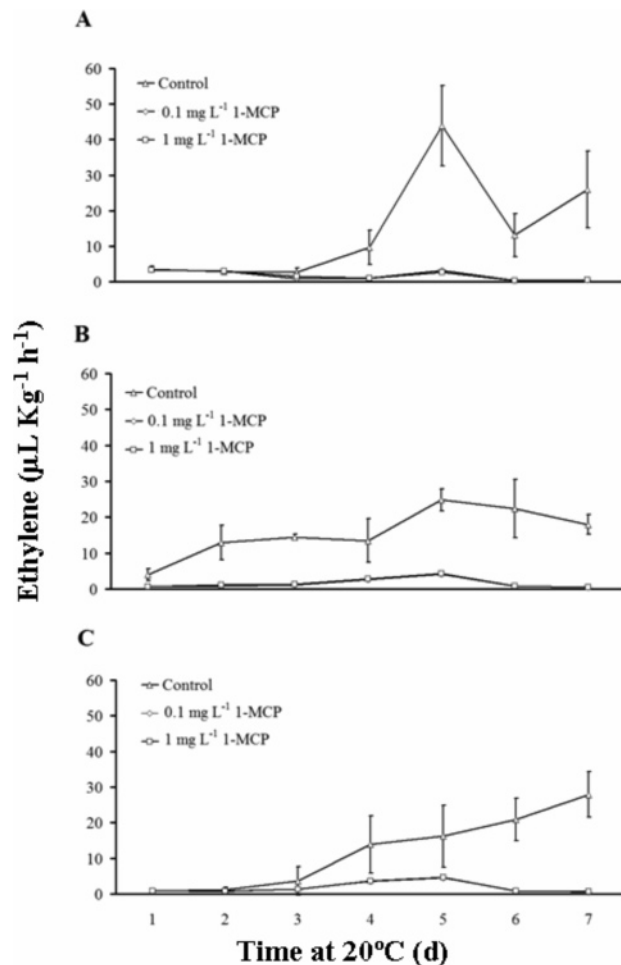 A
60
50
40
30
20
10
0
Control
0.1 mg L⁻¹ 1-MCP
1 mg L⁻¹ 1-MCP
B
60
50
40
30
20
10
0
Control
0.1 mg L⁻¹ 1-MCP
1 mg L⁻¹ 1-MCP
C
60
50
40
30
20
10
0
Control
0.1 mg L⁻¹ 1-MCP
1 mg L⁻¹ 1-MCP
Ethylene (µL Kg⁻¹ h⁻¹)
1 2 3 4 5 6 7
Time at 20ºC (d)